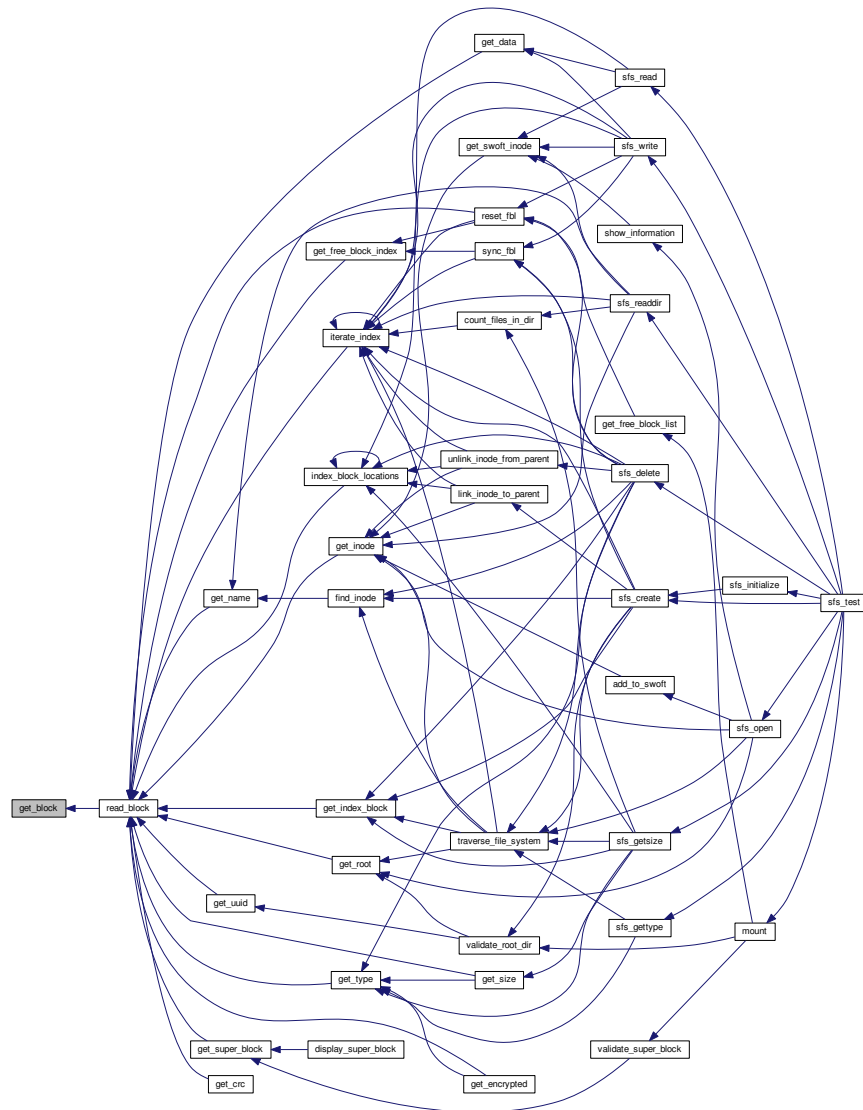 get_data
sfs_read
get_swoft_inode
sfs_write
reset_fbl
show_information
get_free_block_index
sync_fbl
sfs_readdir
count_files_in_dir
iterate_index
get_free_block_list
unlink_inode_from_parent
index_block_locations
sfs_delete
link_inode_to_parent
get_inode
sfs_initialize
get_name
find_inode
sfs_create
sfs_test
add_to_swoft
sfs_open
get_block
read_block
get_index_block
traverse_file_system
sfs_getsize
get_root
get_uuid
sfs_gettype
mount
validate_root_dir
get_type
get_size
get_super_block
display_super_block
validate_super_block
get_crc
get_encrypted